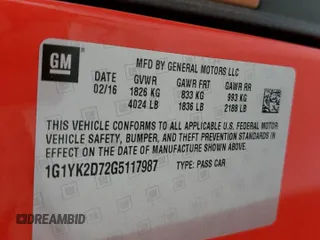 GM
MFD BY GENERAL MOTORS LLC
DATE GVWR GAWR FRT GAWR RR
02/16 1826 KG 833 KG 993 KG
4024 LB 1836 LB 2188 LB
THIS VEHICLE CONFORMS TO ALL APPLICABLE U.S. FEDERAL MOTOR
VEHICLE SAFETY, BUMPER, AND THEFT PREVENTION STANDARDS
IN EFFECT ON THE DATE OF MANUFACTURE SHOWN ABOVE.
1G1YK2D72G5117987 TYPE: PASS CAR
© DREAMBID